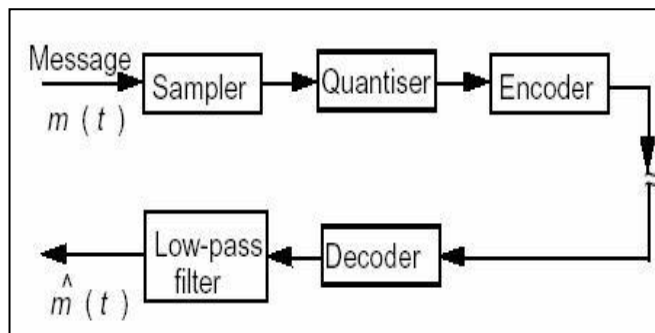 Message
m ( t )
Sampler
Quantiser
Encoder
Decoder
Low-pass
filter
m̂ ( t )